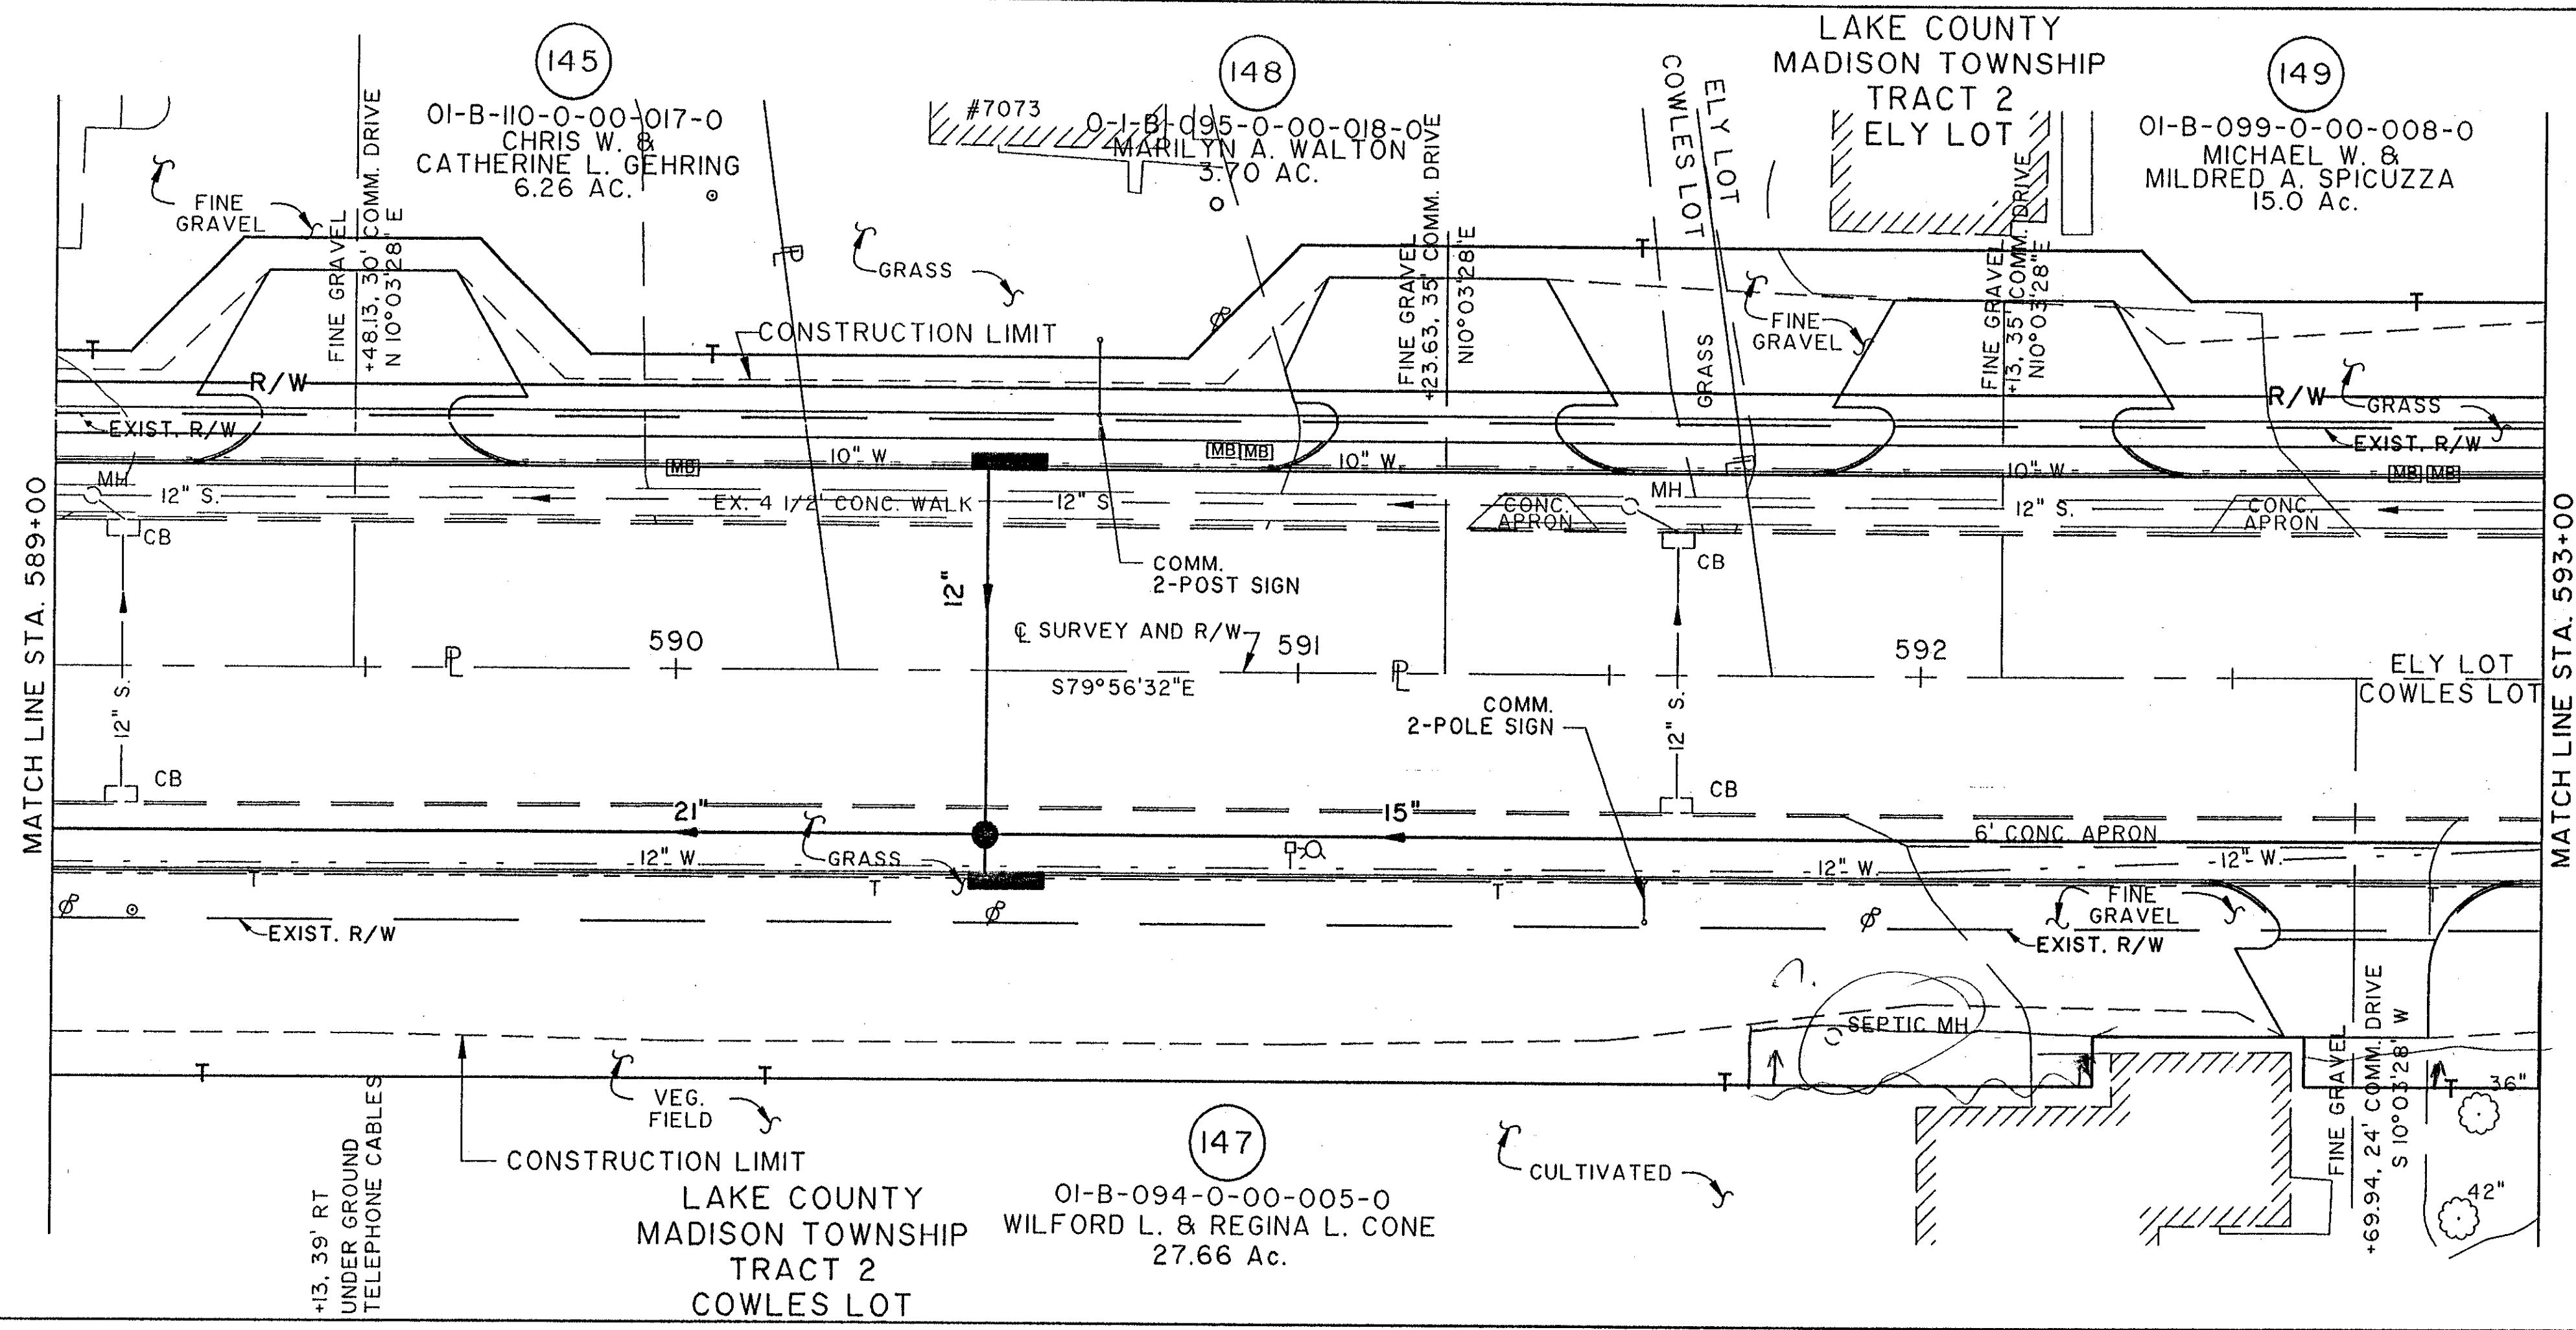 LAKE COUNTY
MADISON TOWNSHIP
TRACT 2
ELY LOT
145
01-B-110-0-00-017-0
CHRIS W. &
CATHERINE L. GEHRING
6.26 AC.
148
#7073
0-1-B-095-0-00-018-0
MARILYN A. WALTON
3.70 AC.
149
01-B-099-0-00-008-0
MICHAEL W. &
MILDRED A. SPICUZZA
15.0 Ac.
ELY LOT
COWLES LOT
FINE
GRAVEL
FINE GRAVEL
+48.13, 30' COMM. DRIVE
N 10°03'28" E
GRASS
FINE GRAVEL
+23.63, 35' COMM. DRIVE
N10°03'28"E
GRASS
FINE
GRAVEL
FINE GRAVEL
+13, 35' COMM. DRIVE
N10°03'28"E
T
T
T
T
CONSTRUCTION LIMIT
R/W
R/W
GRASS
EXIST. R/W
EXIST. R/W
10" W.
10" W.
10" W.
MB
MB MB
MB MB
MH
12" S.
EX. 4 1/2' CONC. WALK
12" S.
CONC.
APRON
MH
12" S.
CONC.
APRON
CB
CB
COMM.
2-POST SIGN
12"
MATCH LINE STA. 589+00
MATCH LINE STA. 593+00
590
℄ SURVEY AND R/W
591
592
S79°56'32"E
ELY LOT
COWLES LOT
12" S.
12" S.
COMM.
2-POLE SIGN
CB
CB
21"
15"
6' CONC. APRON
12" W.
GRASS
12" W.
12" W.
T
T
T
T
FINE
GRAVEL
EXIST. R/W
EXIST. R/W
SEPTIC MH
T
T
T
T
36"
VEG.
FIELD
CONSTRUCTION LIMIT
147
01-B-094-0-00-005-0
WILFORD L. & REGINA L. CONE
27.66 Ac.
CULTIVATED
FINE GRAVEL
+69.94, 24' COMM. DRIVE
S 10°03'28" W
42"
+13, 39' RT
UNDER GROUND
TELEPHONE CABLES
LAKE COUNTY
MADISON TOWNSHIP
TRACT 2
COWLES LOT